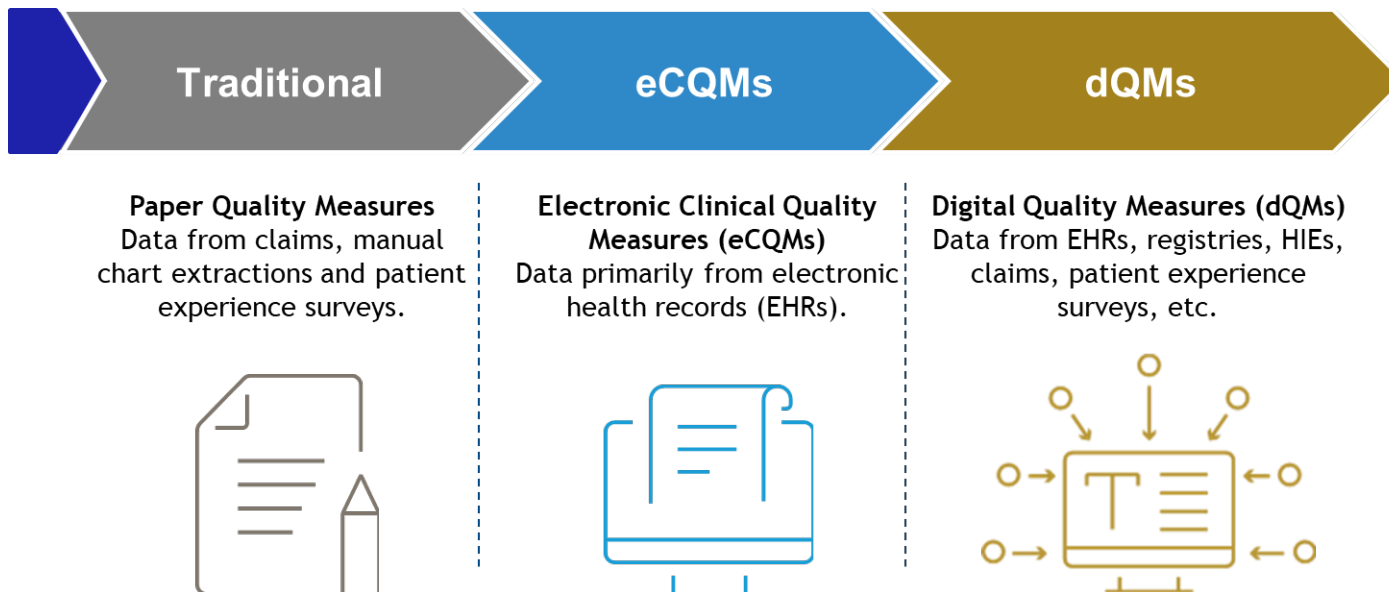 Traditional
eCQMs
dQMs
Paper Quality Measures
Data from claims, manual
chart extractions and patient
experience surveys.
Electronic Clinical Quality
Measures (eCQMs)
Data primarily from electronic
health records (EHRs).
Digital Quality Measures (dQMs)
Data from EHRs, registries, HIEs,
claims, patient experience
surveys, etc.
T